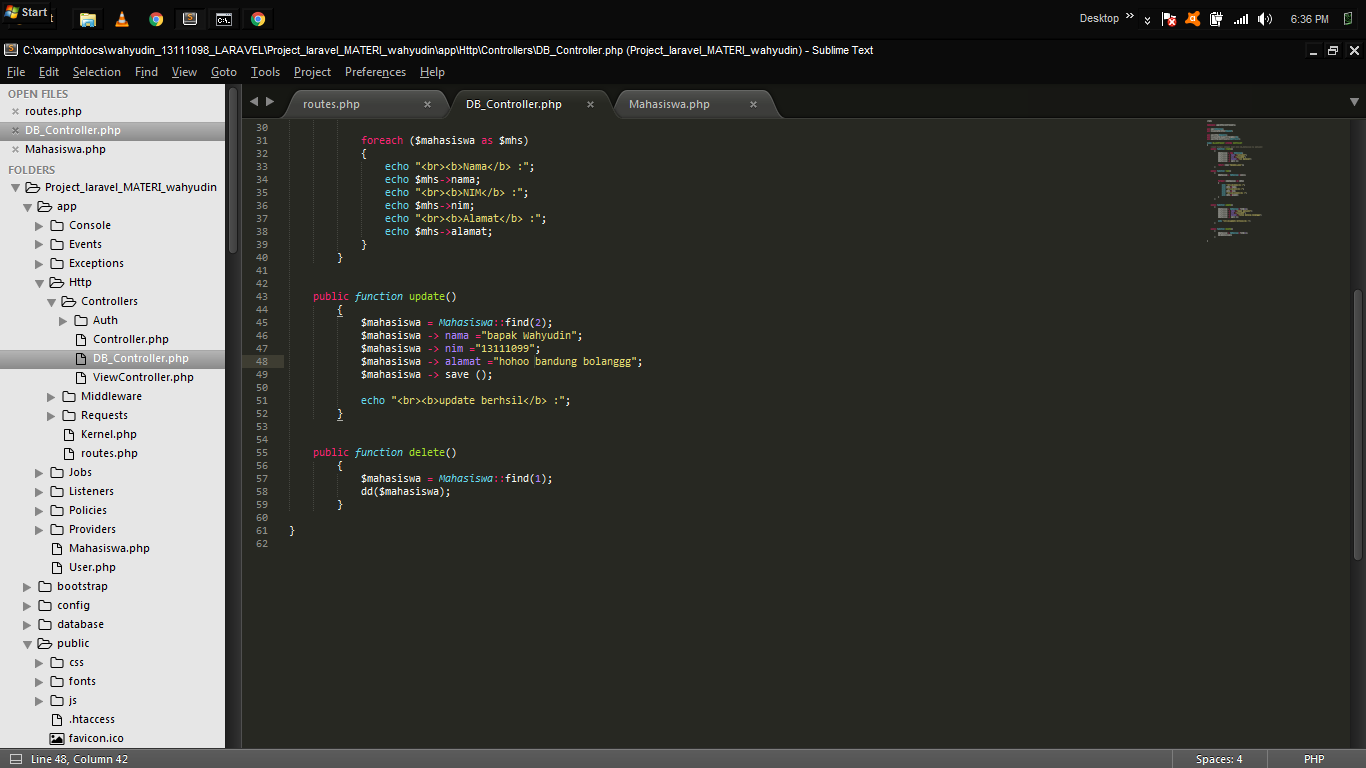 Start
Desktop »
6:36 PM
C:\xampp\htdocs\wahyudin_13111098_LARAVEL\Project_laravel_MATERI_wahyudin\app\Http\Controllers\DB_Controller.php (Project_laravel_MATERI_wahyudin) - Sublime Text
File Edit Selection Find View Goto Tools Project Preferences Help
OPEN FILES
routes.php
DB_Controller.php
Mahasiswa.php
FOLDERS
Project_laravel_MATERI_wahyudin
app
Console
Events
Exceptions
Http
Controllers
Auth
Controller.php
DB_Controller.php
ViewController.php
Middleware
Requests
Kernel.php
routes.php
Jobs
Listeners
Policies
Providers
Mahasiswa.php
User.php
bootstrap
config
database
public
css
fonts
js
.htaccess
favicon.ico
routes.php DB_Controller.php Mahasiswa.php
30
31 foreach ($mahasiswa as $mhs)
32 {
33 echo "<br><b>Nama</b> :";
34 echo $mhs->nama;
35 echo "<br><b>NIM</b> :";
36 echo $mhs->nim;
37 echo "<br><b>Alamat</b> :";
38 echo $mhs->alamat;
39 }
40 }
41
42
43 public function update()
44 {
45 $mahasiswa = Mahasiswa::find(2);
46 $mahasiswa -> nama ="bapak Wahyudin";
47 $mahasiswa -> nim ="13111099";
48 $mahasiswa -> alamat ="hohoo bandung bolanggg";
49 $mahasiswa -> save ();
50
51 echo "<br><b>update berhsil</b> :";
52 }
53
54
55 public function delete()
56 {
57 $mahasiswa = Mahasiswa::find(1);
58 dd($mahasiswa);
59 }
60
61 }
62
Line 48, Column 42
Spaces: 4
PHP